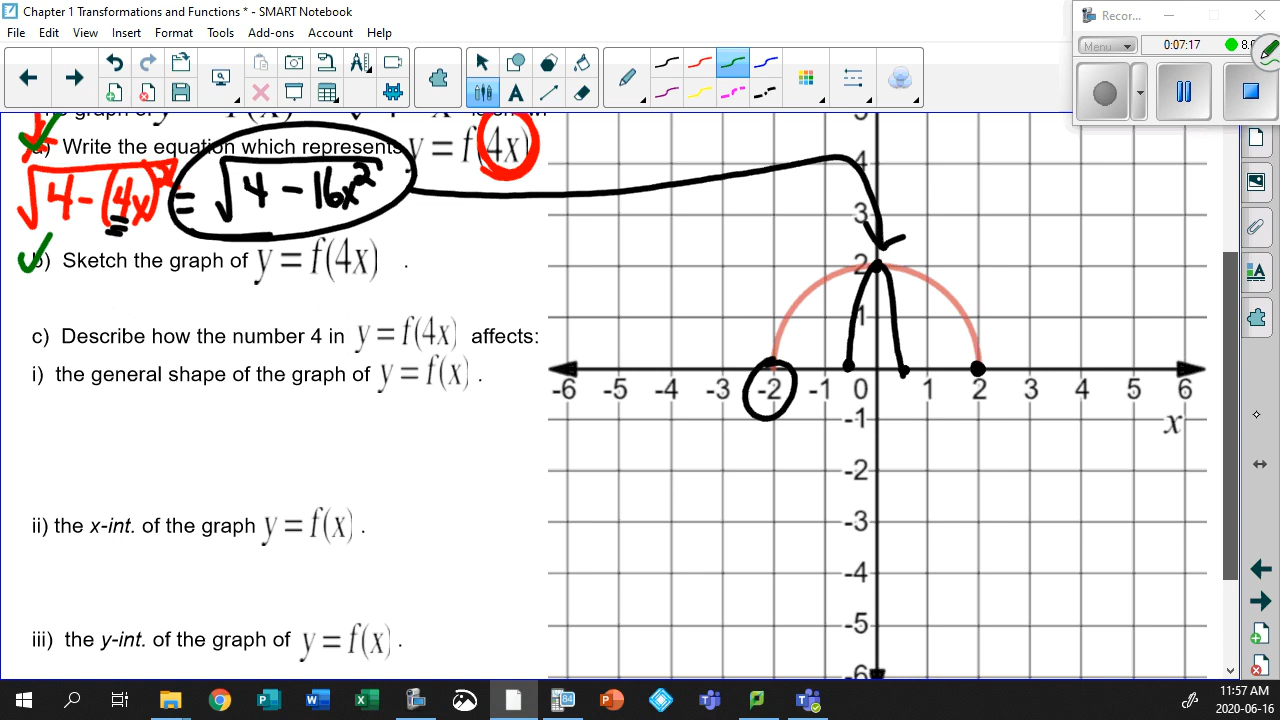 Chapter 1 Transformations and Functions * - SMART Notebook
File Edit View Insert Format Tools Add-ons Account Help
Recor...
Menu 0:07:17 8.
a) Write the equation which represents y = f(4x)
√4 - (4x)² = √4 - 16x²
b) Sketch the graph of y = f(4x) .
c) Describe how the number 4 in y = f(4x) affects:
i) the general shape of the graph of y = f(x) .
ii) the x-int. of the graph y = f(x) .
iii) the y-int. of the graph of y = f(x) .
5
4
3
2
1
-6 -5 -4 -3 -2 -1 0 1 2 3 4 5 6
-1
x
-2
-3
-4
-5
-6
11:57 AM
2020-06-16